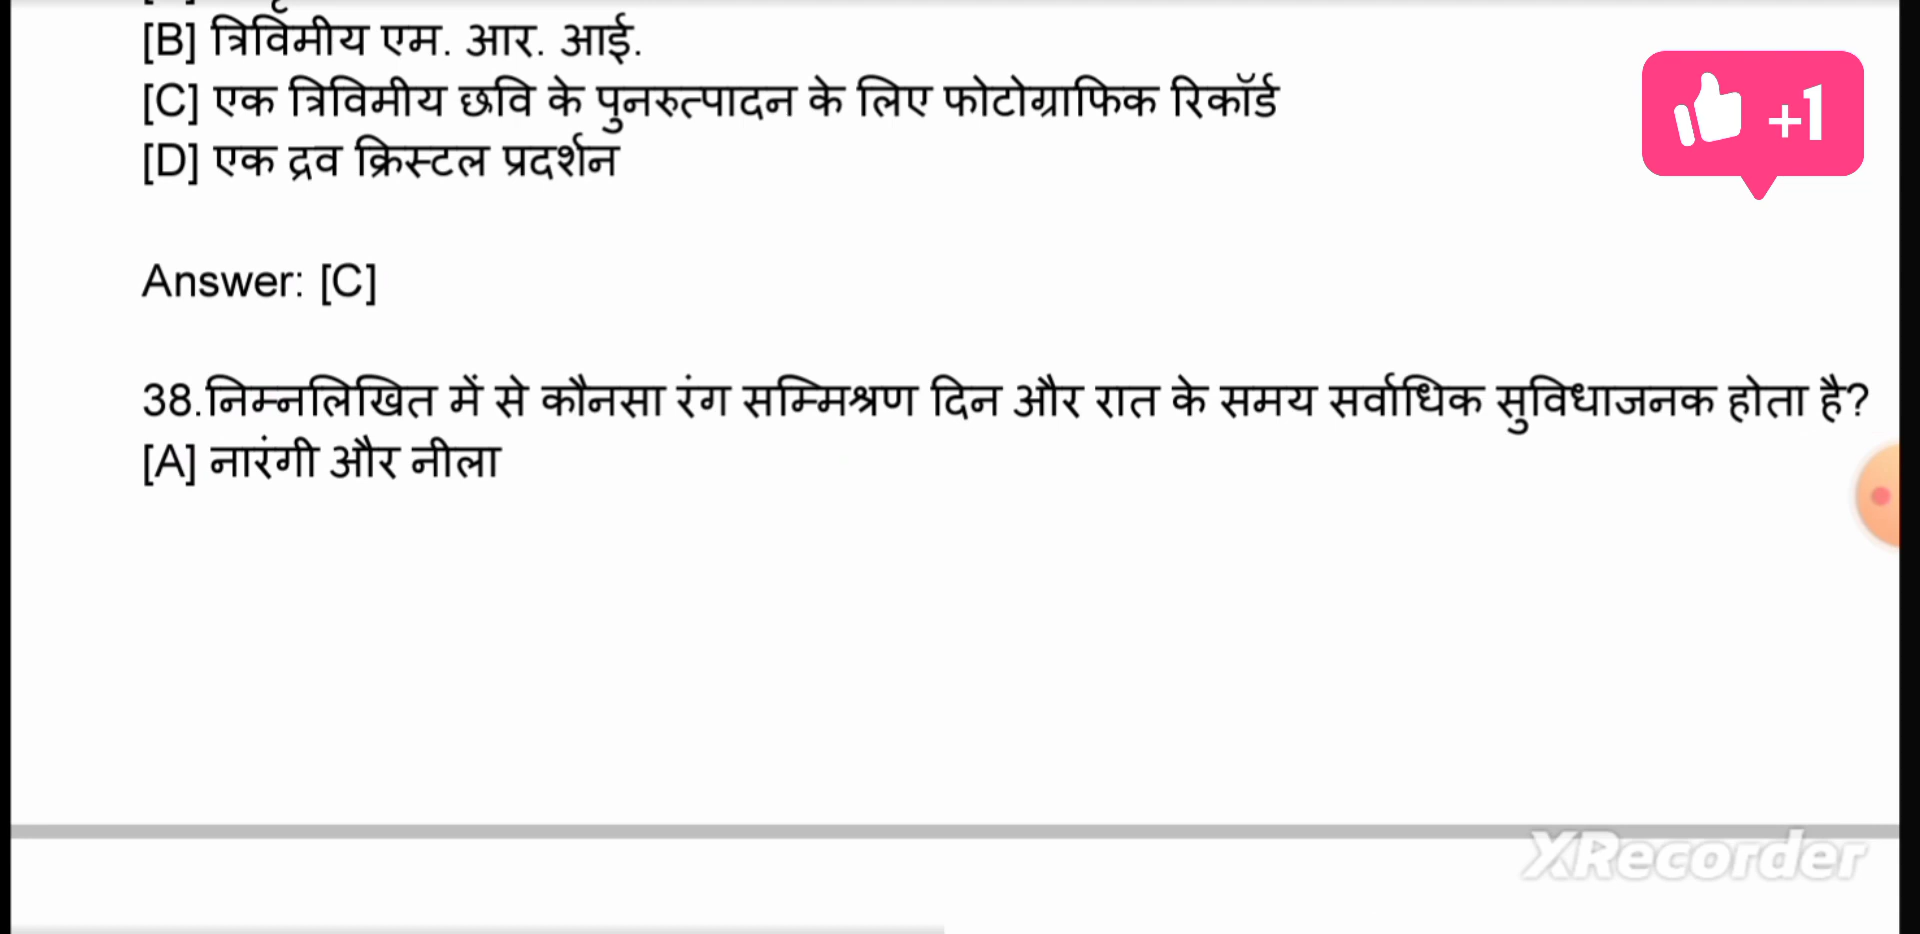 [B] त्रिविमीय एम. आर. आई.
[C] एक त्रिविमीय छवि के पुनरुत्पादन के लिए फोटोग्राफिक रिकॉर्ड
[D] एक द्रव क्रिस्टल प्रदर्शन
+1
Answer: [C]
38.निम्नलिखित में से कौनसा रंग सम्मिश्रण दिन और रात के समय सर्वाधिक सुविधाजनक होता है?
[A] नारंगी और नीला
XRecorder